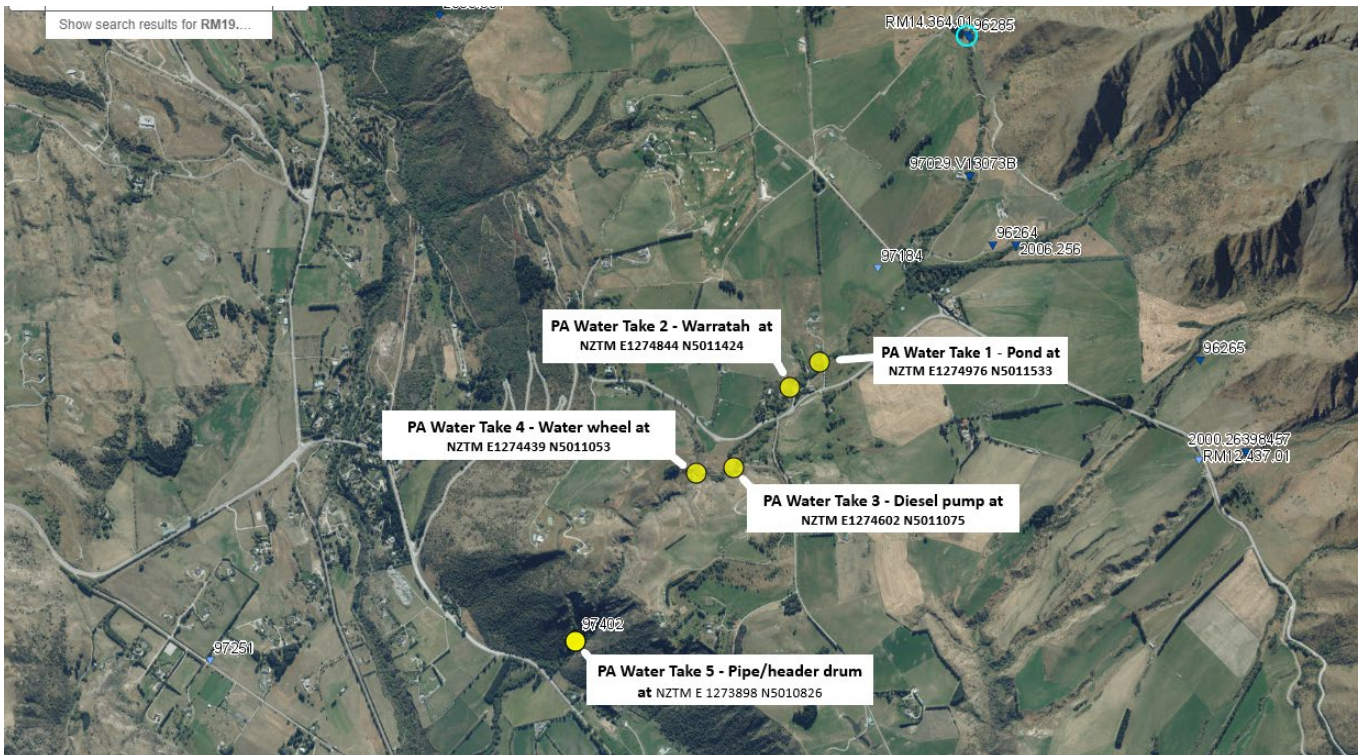 Show search results for RM19....
RM14.364.01
96285
97029.V13073B
96264
2006.256
97184
PA Water Take 2 - Warratah at
NZTM E1274844 N5011424
PA Water Take 1 - Pond at
NZTM E1274976 N5011533
96265
PA Water Take 4 - Water wheel at
NZTM E1274439 N5011053
2000.26398457
RM12.437.01
PA Water Take 3 - Diesel pump at
NZTM E1274602 N5011075
97402
97251
PA Water Take 5 - Pipe/header drum
at NZTM E 1273898 N5010826